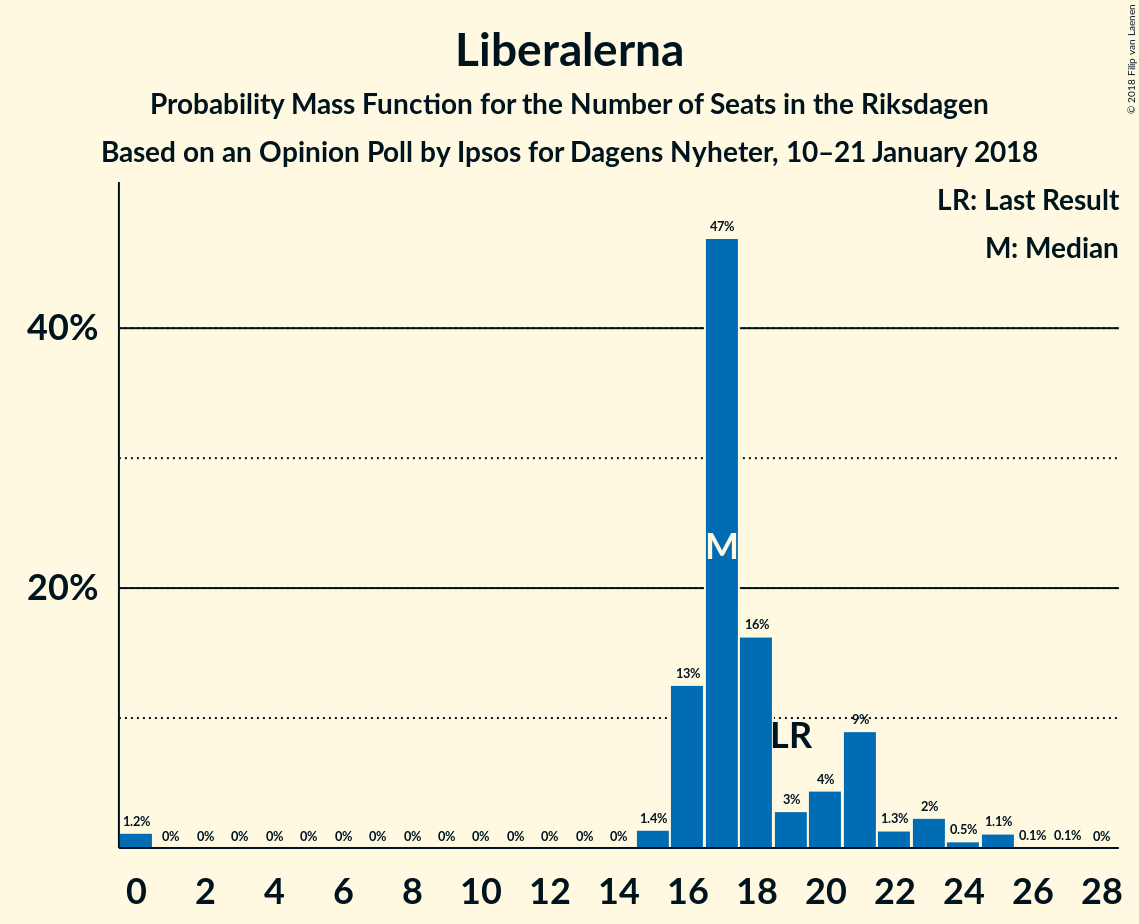 © 2018 Filip van Laenen
Liberalerna
Probability Mass Function for the Number of Seats in the Riksdagen
Based on an Opinion Poll by Ipsos for Dagens Nyheter, 10–21 January 2018
LR: Last Result
M: Median
40%
20%
1.2% 0% 0% 0% 0% 0% 0% 0% 0% 0% 0% 0% 0% 0% 0% 1.4% 13% 47% 16% 3% 4% 9% 1.3% 2% 0.5% 1.1% 0.1% 0.1% 0%
M
LR
0 2 4 6 8 10 12 14 16 18 20 22 24 26 28